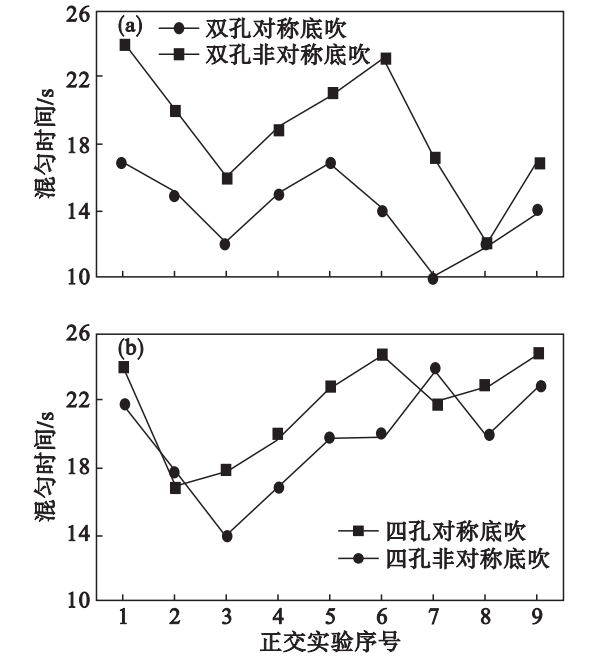 26
(a)
双孔对称底吹
双孔非对称底吹
22
18
14
10
混匀时间/s
26
(b)
22
18
14
10
混匀时间/s
四孔对称底吹
四孔非对称底吹
1 2 3 4 5 6 7 8 9
正交实验序号